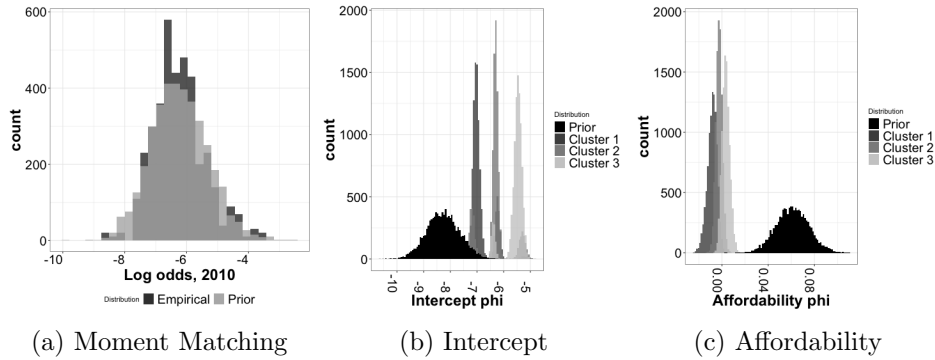 600
400
200
0
count
-10 -8 -6 -4
Log odds, 2010
Distribution Empirical Prior
(a) Moment Matching
2000
1500
1000
500
0
count
-10 -9 -8 -7 -6 -5
Intercept phi
Distribution
Prior
Cluster 1
Cluster 2
Cluster 3
(b) Intercept
2000
1500
1000
500
0
count
0.00 0.04 0.08
Affordability phi
Distribution
Prior
Cluster 1
Cluster 2
Cluster 3
(c) Affordability